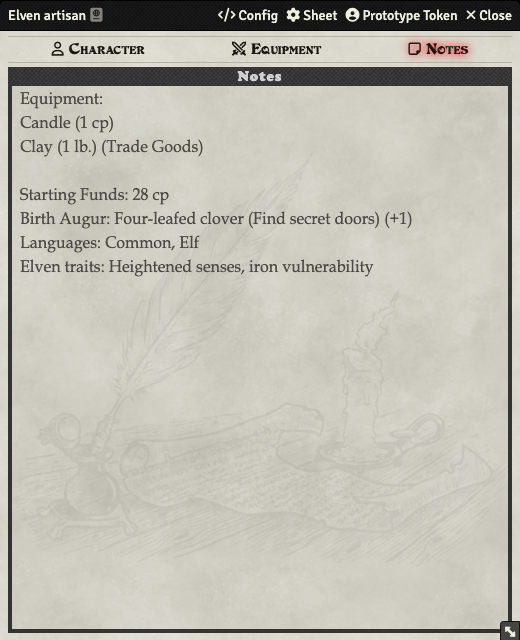 Elven artisan
Config
Sheet
Prototype Token
Close
Character
Equipment
Notes
Notes
Equipment:
Candle (1 cp)
Clay (1 lb.) (Trade Goods)
Starting Funds: 28 cp
Birth Augur: Four-leafed clover (Find secret doors) (+1)
Languages: Common, Elf
Elven traits: Heightened senses, iron vulnerability